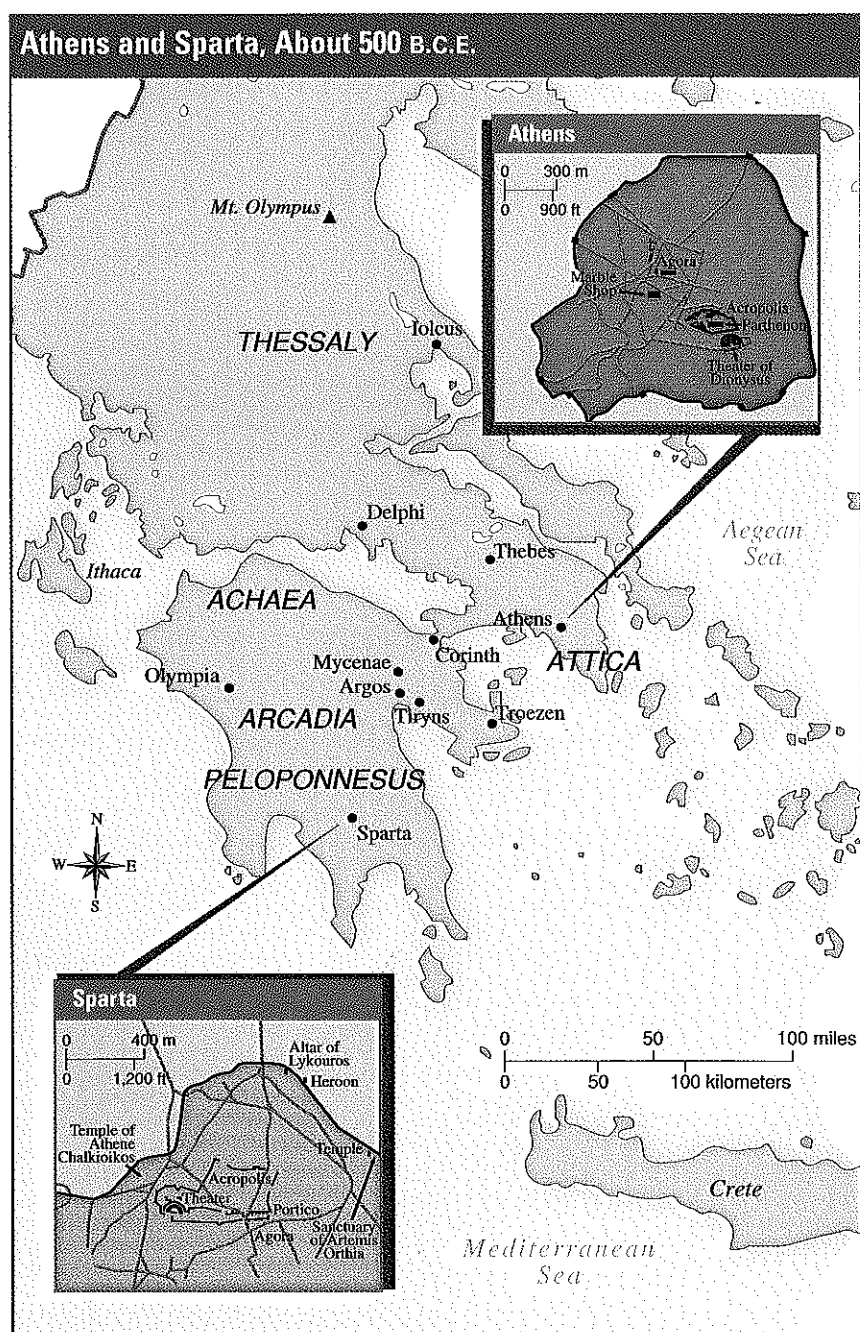 Athens and Sparta, About 500 B.C.E.
Athens
0 300 m
0 900 ft
Agora
Marble
Shop
Acropolis
Parthenon
Theater of
Dionysus
Mt. Olympus
THESSALY
Iolcus
Delphi
Thebes
Aegean
Sea
Ithaca
ACHAEA
Athens
Corinth
ATTICA
Mycenae
Olympia
Argos
Tiryns
Troezen
ARCADIA
PELOPONNESUS
Sparta
N
W E
S
Sparta
0 400 m
0 1,200 ft
Altar of
Lykouros
Heroon
Temple of
Athene
Chalkioikos
Temple
Acropolis
Theater
Portico
Agora
Sanctuary
of Artemis
Orthia
0 50 100 miles
0 50 100 kilometers
Crete
Mediterranean
Sea